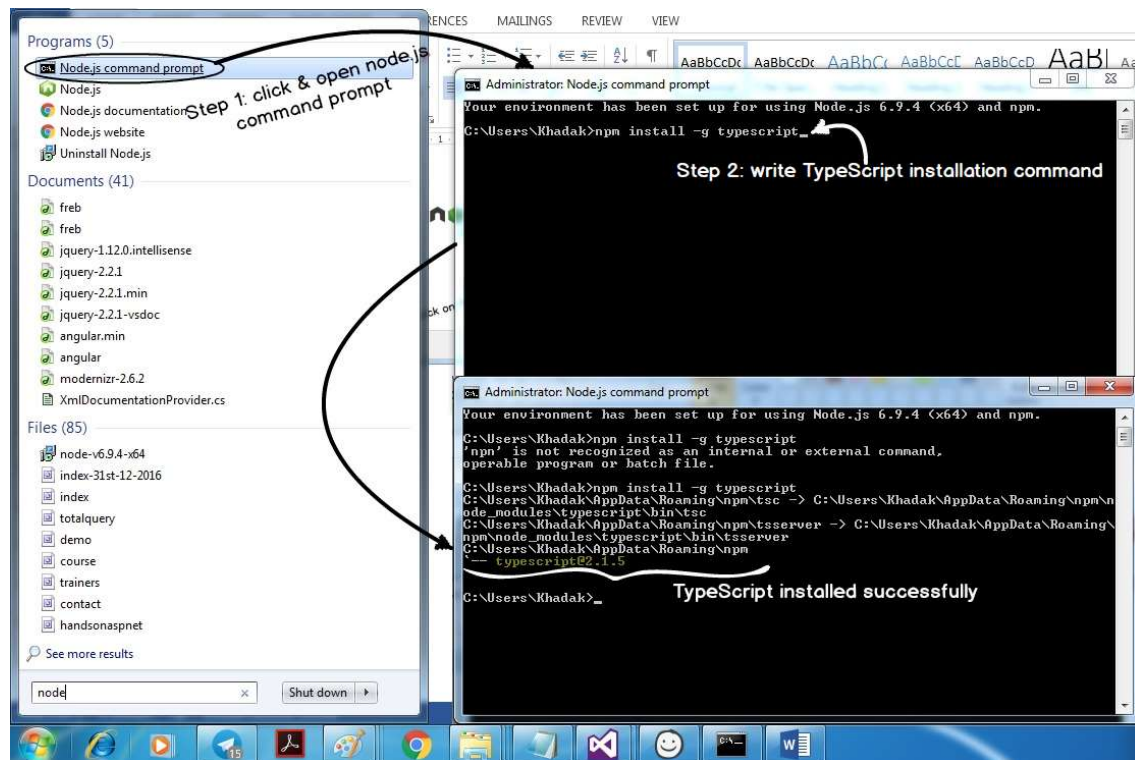 ENCES MAILINGS REVIEW VIEW
Programs (5)
Node.js command prompt
Node.js
Node.js documentation
Node.js website
Uninstall Node.js
Step 1: click & open node.js
command prompt
Documents (41)
freb
freb
jquery-1.12.0.intellisense
jquery-2.2.1
jquery-2.2.1.min
jquery-2.2.1-vsdoc
angular.min
angular
modernizr-2.6.2
XmlDocumentationProvider.cs
Files (85)
node-v6.9.4-x64
index-31st-12-2016
index
totalquery
demo
course
trainers
contact
handsonaspnet
See more results
node
Shut down
AaBbCcDc AaBbCcDc AaBbCc AaBbCcE AaBbCcD AaBl Aa
Administrator: Node.js command prompt
Your environment has been set up for using Node.js 6.9.4 (x64) and npm.
C:\Users\Khadak>npm install -g typescript_
Step 2: write TypeScript installation command
ck on
Administrator: Node.js command prompt
Your environment has been set up for using Node.js 6.9.4 (x64) and npm.
C:\Users\Khadak>npn install -g typescript
'npn' is not recognized as an internal or external command,
operable program or batch file.
C:\Users\Khadak>npm install -g typescript
C:\Users\Khadak\AppData\Roaming\npm\tsc -> C:\Users\Khadak\AppData\Roaming\npm\n
ode_modules\typescript\bin\tsc
C:\Users\Khadak\AppData\Roaming\npm\tsserver -> C:\Users\Khadak\AppData\Roaming\
npm\node_modules\typescript\bin\tsserver
C:\Users\Khadak\AppData\Roaming\npm
`-- typescript@2.1.5
C:\Users\Khadak>_
TypeScript installed successfully
15